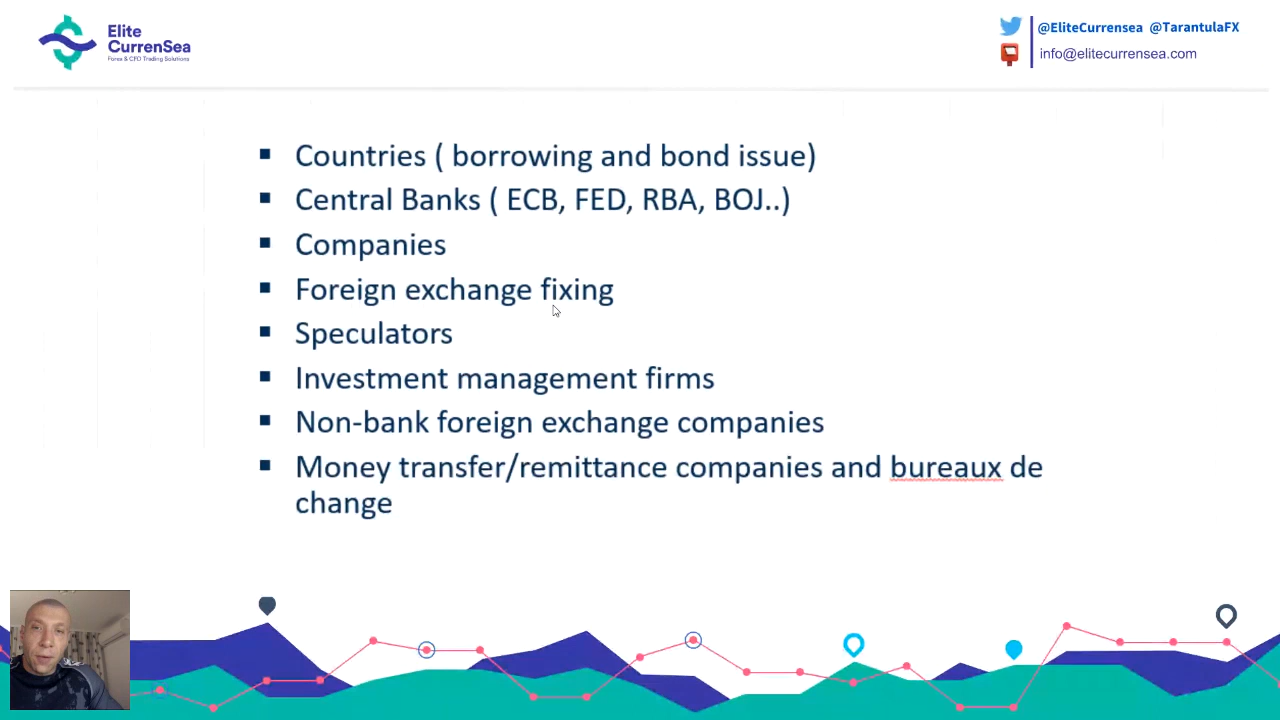 Elite
CurrenSea
Forex & CFD Trading Solutions
@EliteCurrensea @TarantulaFX
info@elitecurrensea.com
Countries ( borrowing and bond issue)
Central Banks ( ECB, FED, RBA, BOJ..)
Companies
Foreign exchange fixing
Speculators
Investment management firms
Non-bank foreign exchange companies
Money transfer/remittance companies and bureaux de
change